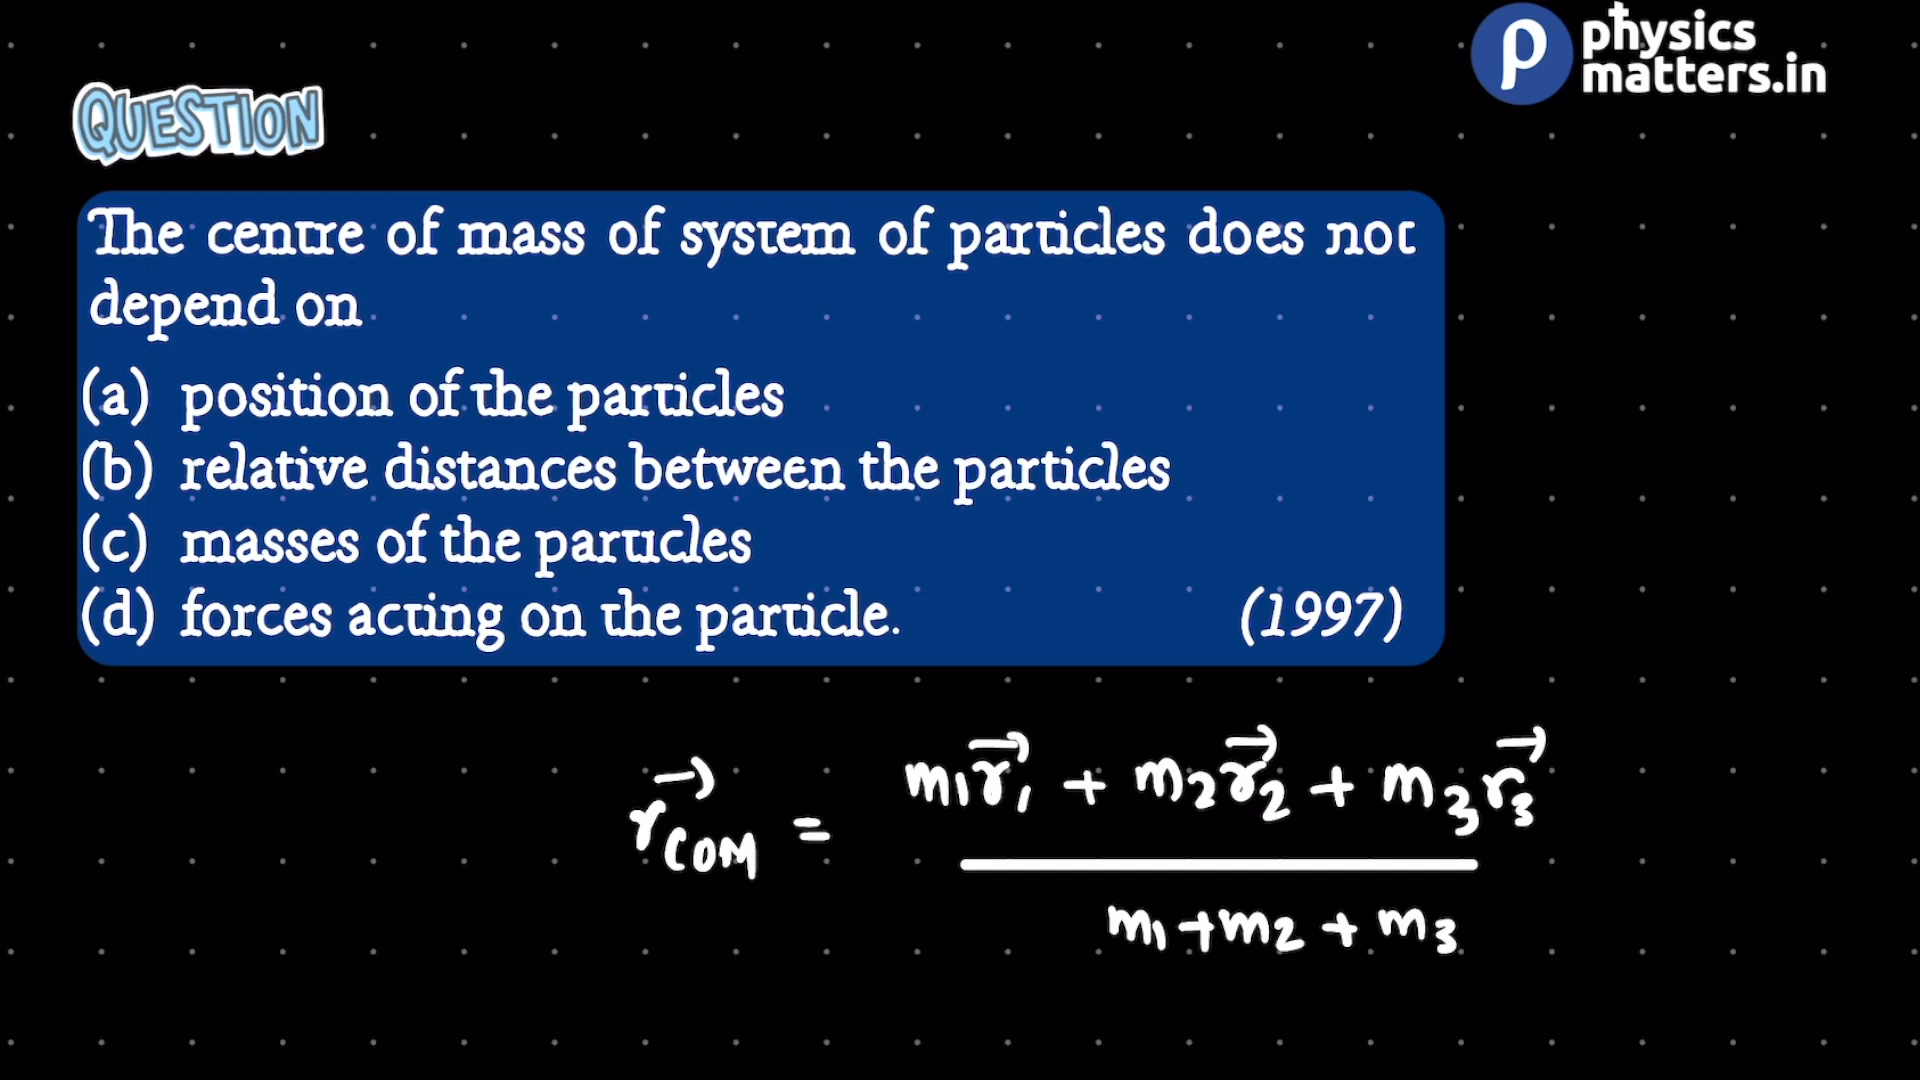 physics
matters.in
QUESTION
The centre of mass of system of particles does not
depend on
(a) position of the particles
(b) relative distances between the particles
(c) masses of the particles
(d) forces acting on the particle. (1997)
r⃗COM = m1r⃗1 + m2r⃗2 + m3r⃗3
m1+m2+m3